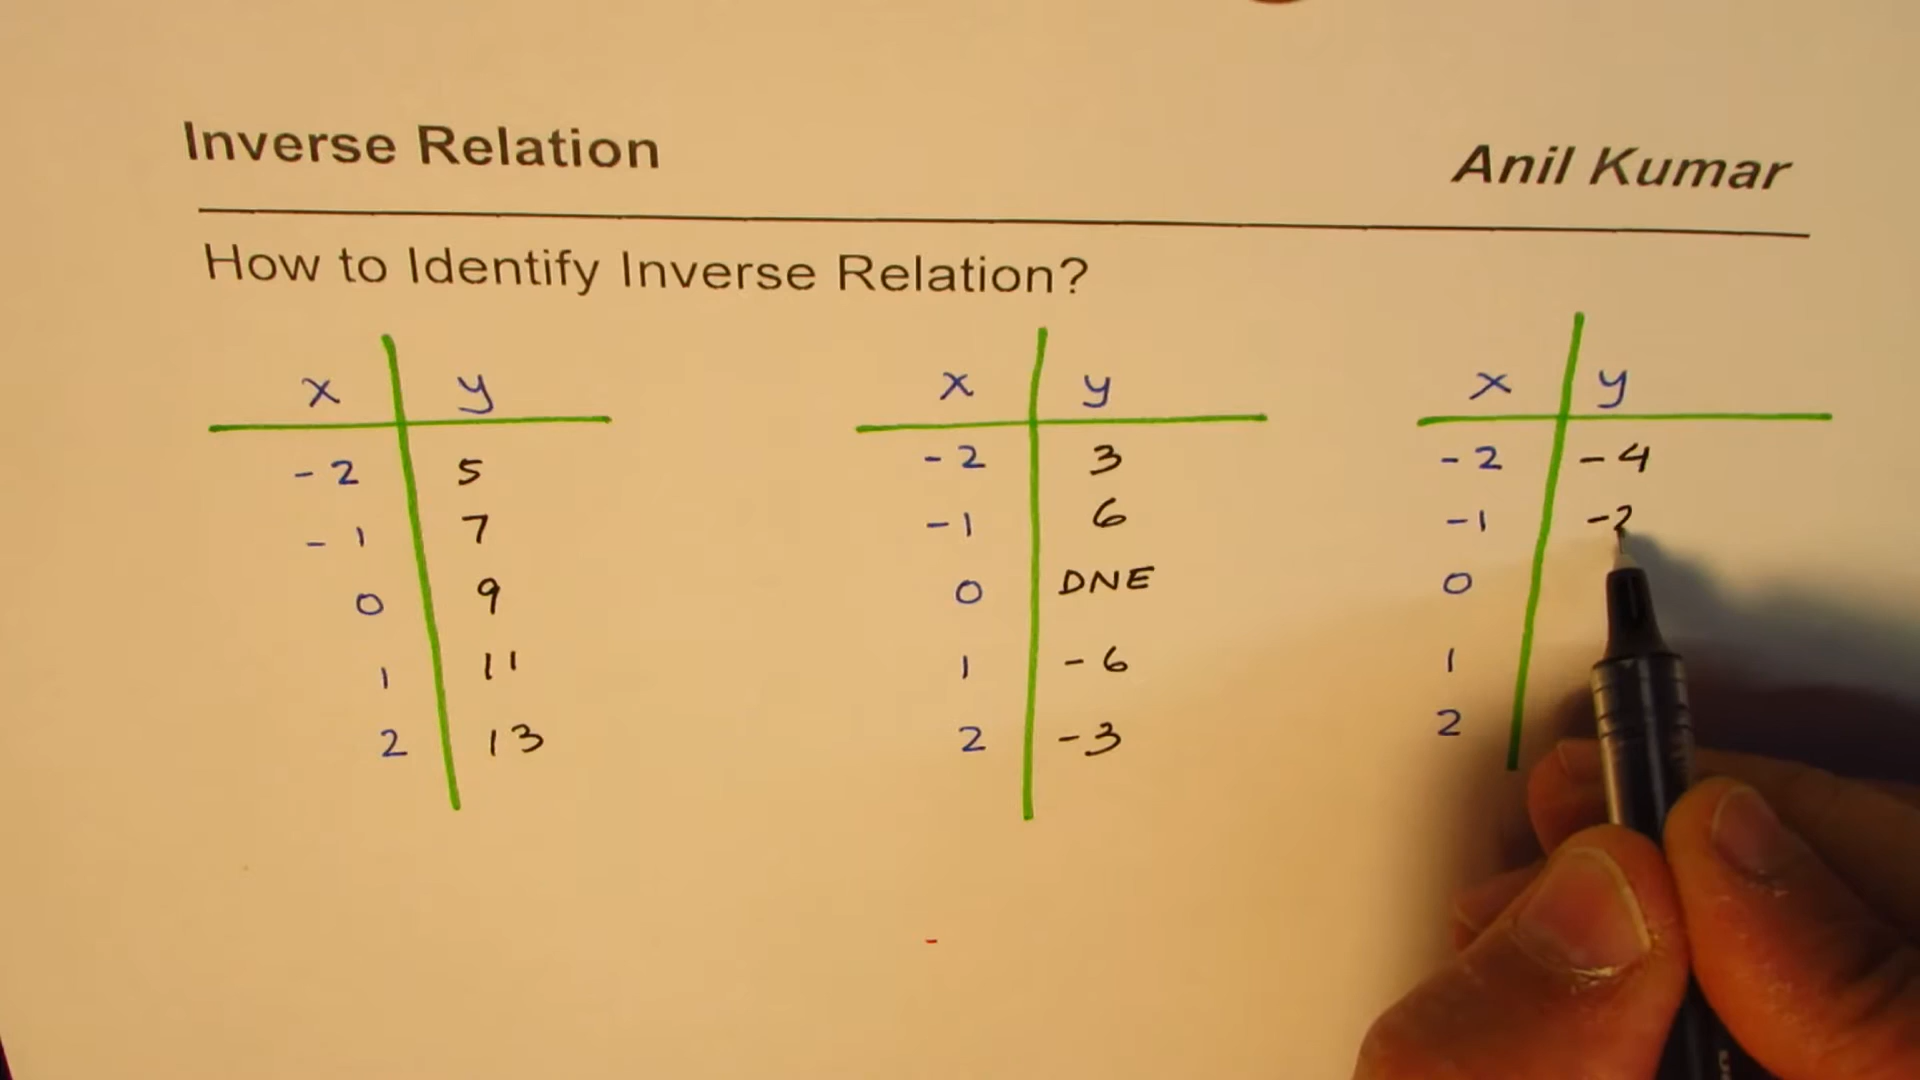 Inverse Relation
Anil Kumar
How to Identify Inverse Relation?
x y
-2 5
-1 7
0 9
1 11
2 13
x y
-2 3
-1 6
0 DNE
1 -6
2 -3
x y
-2 -4
-1 -2
0
1
2